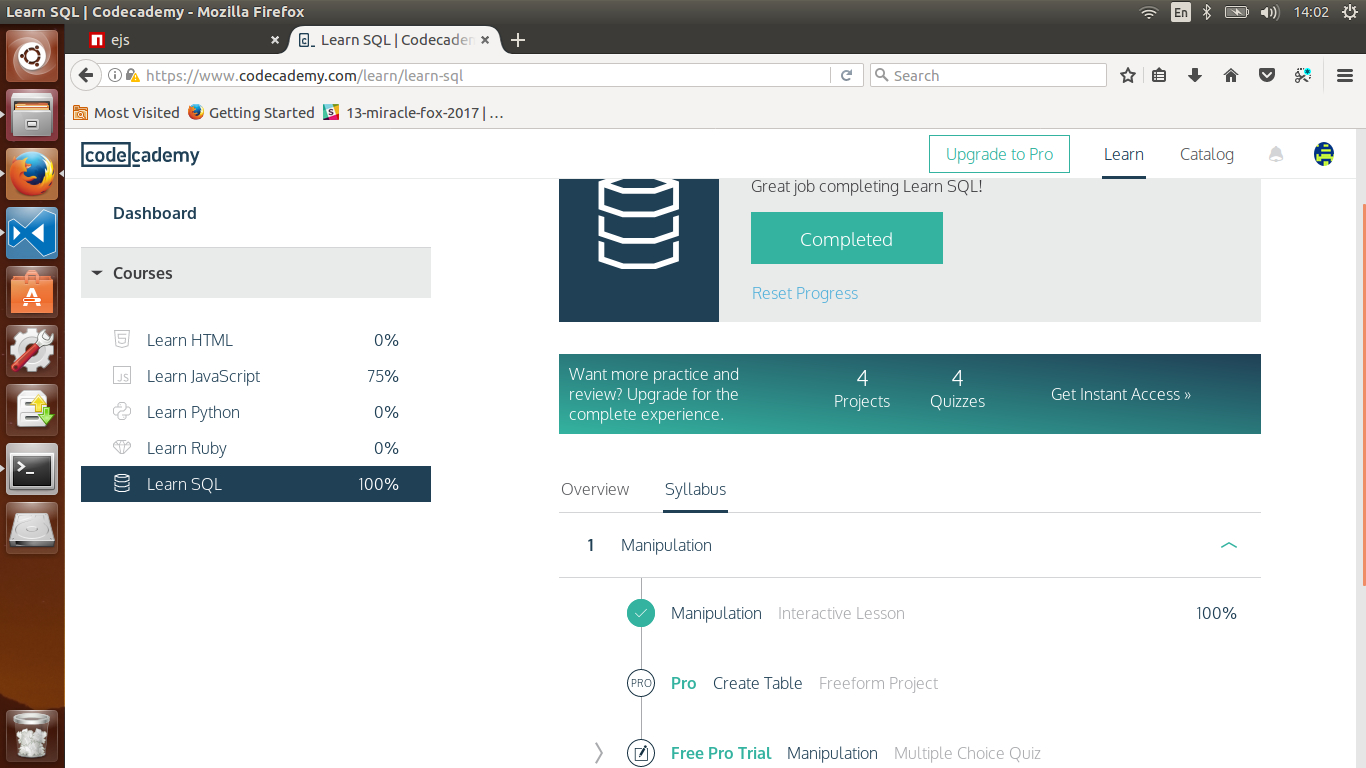 Learn SQL | Codecademy - Mozilla Firefox
En
14:02
ejs
Learn SQL | Codecadem
https://www.codecademy.com/learn/learn-sql
Search
Most Visited
Getting Started
13-miracle-fox-2017 | ...
codecademy
Upgrade to Pro
Learn
Catalog
Dashboard
Courses
Learn HTML 0%
Learn JavaScript 75%
Learn Python 0%
Learn Ruby 0%
Learn SQL 100%
Great job completing Learn SQL!
Completed
Reset Progress
Want more practice and
review? Upgrade for the
complete experience.
4
Projects
4
Quizzes
Get Instant Access »
Overview
Syllabus
1 Manipulation
Manipulation Interactive Lesson 100%
PRO Pro Create Table Freeform Project
Free Pro Trial Manipulation Multiple Choice Quiz